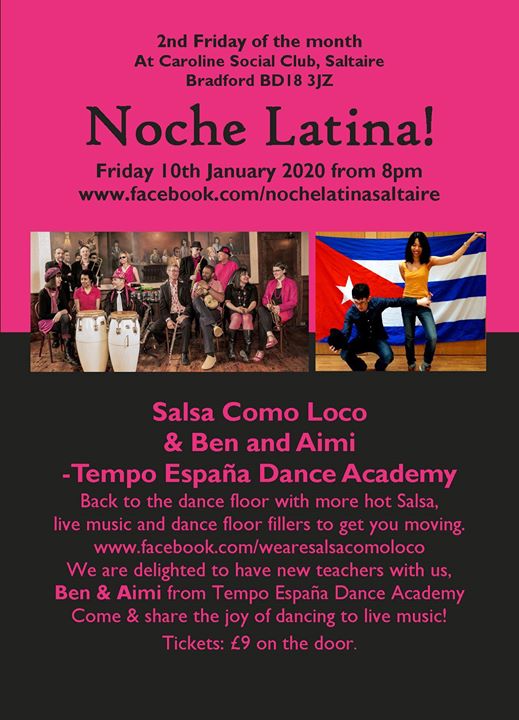 2nd Friday of the month
At Caroline Social Club, Saltaire
Bradford BD18 3JZ
Noche Latina!
Friday 10th January 2020 from 8pm
www.facebook.com/nochelatinasaltaire
Salsa Como Loco
& Ben and Aimi
-Tempo España Dance Academy
Back to the dance floor with more hot Salsa,
live music and dance floor fillers to get you moving.
www.facebook.com/wearesalsacomoloco
We are delighted to have new teachers with us,
Ben & Aimi from Tempo España Dance Academy
Come & share the joy of dancing to live music!
Tickets: £9 on the door.